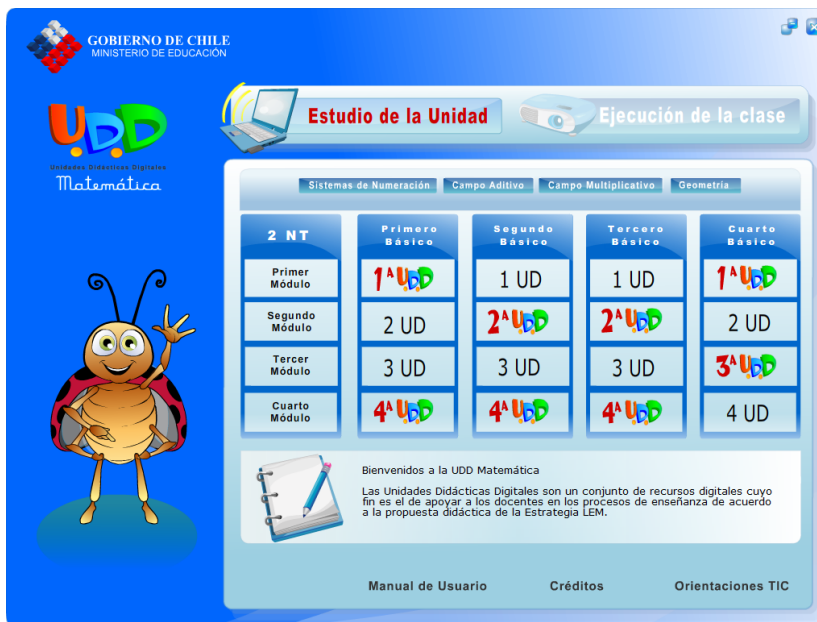 GOBIERNO DE CHILE
MINISTERIO DE EDUCACIÓN
U.D.D
Unidades Didácticas Digitales
Matemática
Estudio de la Unidad
Ejecución de la clase
Sistemas de Numeración
Campo Aditivo
Campo Multiplicativo
Geometría
2 NT
Primero
Básico
Segundo
Básico
Tercero
Básico
Cuarto
Básico
Primer
Módulo
1ª UDD
1 UD
1 UD
1ª UDD
Segundo
Módulo
2 UD
2ª UDD
2ª UDD
2 UD
Tercer
Módulo
3 UD
3 UD
3 UD
3ª UDD
Cuarto
Módulo
4ª UDD
4ª UDD
4ª UDD
4 UD
Bienvenidos a la UDD Matemática
Las Unidades Didácticas Digitales son un conjunto de recursos digitales cuyo
fin es el de apoyar a los docentes en los procesos de enseñanza de acuerdo
a la propuesta didáctica de la Estrategia LEM.
Manual de Usuario
Créditos
Orientaciones TIC